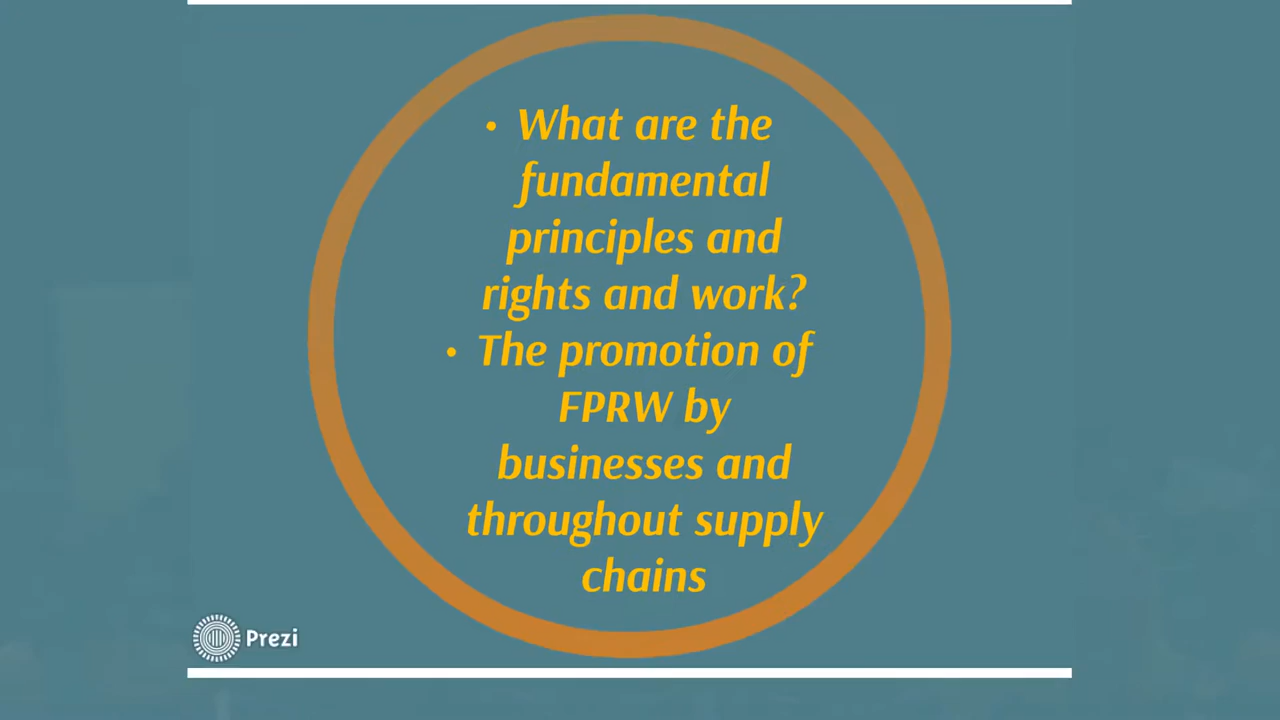 • What are the
fundamental
principles and
rights and work?
• The promotion of
FPRW by
businesses and
throughout supply
chains
Prezi